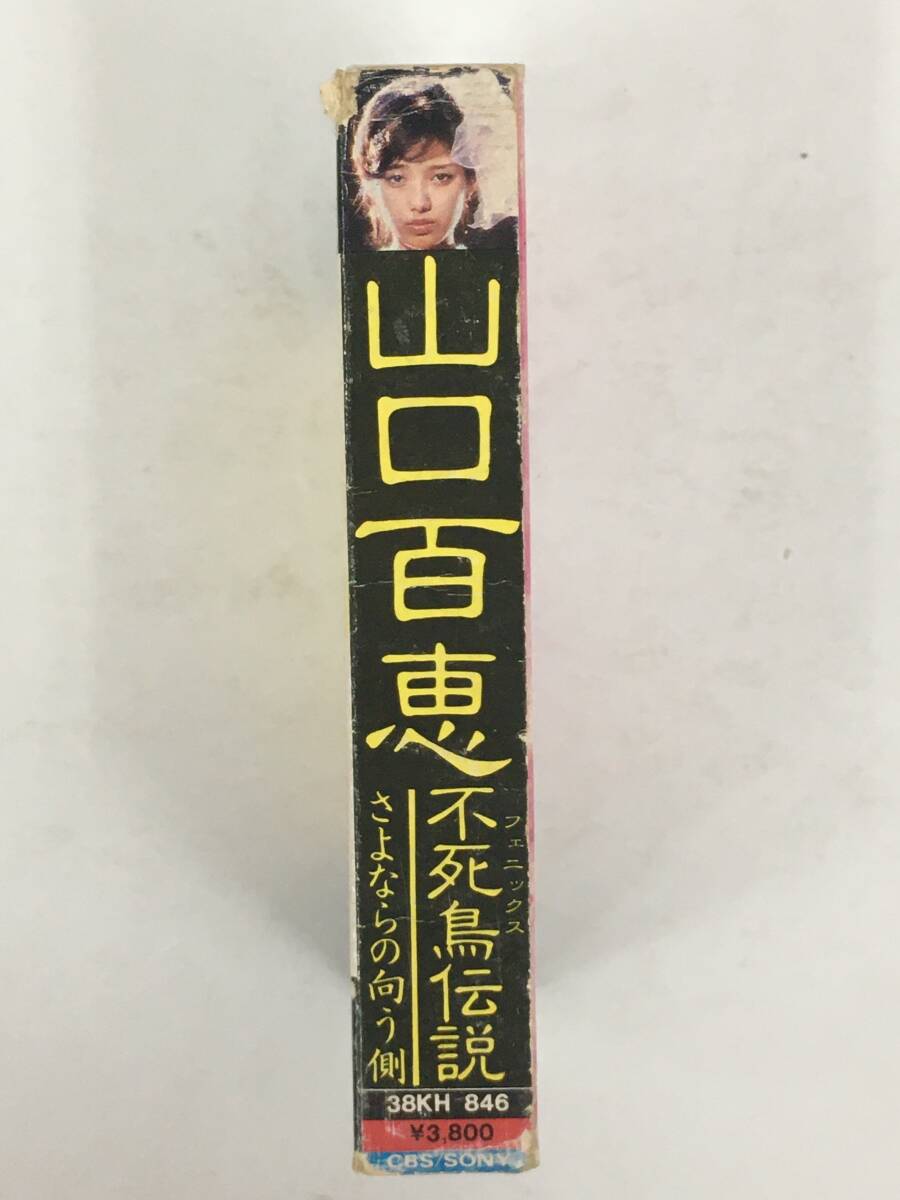 山口百恵
フェニックス
不死鳥伝説
さよならの向う側
38KH 846
¥3,800
CBS/SONY